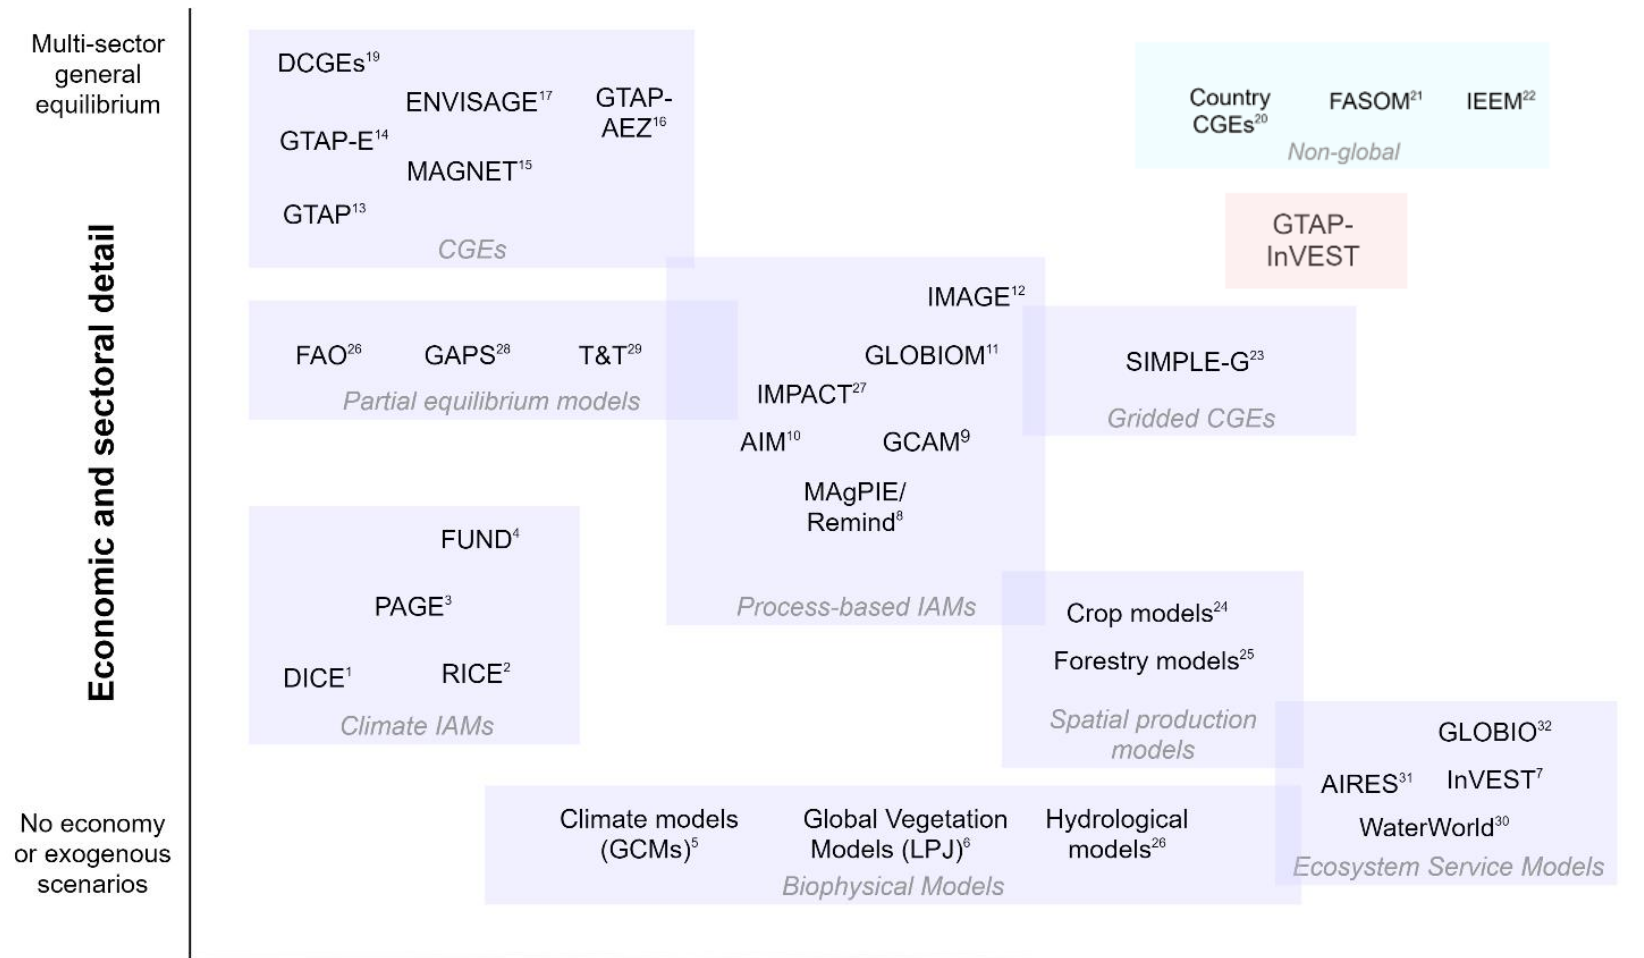 Multi-sector
general
equilibrium
Economic and sectoral detail
No economy
or exogenous
scenarios
DCGEs19
ENVISAGE17
GTAP-
AEZ16
GTAP-E14
MAGNET15
GTAP13
CGEs
Country
CGEs20
FASOM21
IEEM22
Non-global
GTAP-
InVEST
FAO26
GAPS28
T&T29
Partial equilibrium models
IMAGE12
GLOBIOM11
IMPACT27
AIM10
GCAM9
MAgPIE/
Remind8
Process-based IAMs
SIMPLE-G23
Gridded CGEs
FUND4
PAGE3
DICE1
RICE2
Climate IAMs
Crop models24
Forestry models25
Spatial production
models
GLOBIO32
AIRES31
InVEST7
WaterWorld30
Ecosystem Service Models
Climate models
(GCMs)5
Global Vegetation
Models (LPJ)6
Hydrological
models26
Biophysical Models